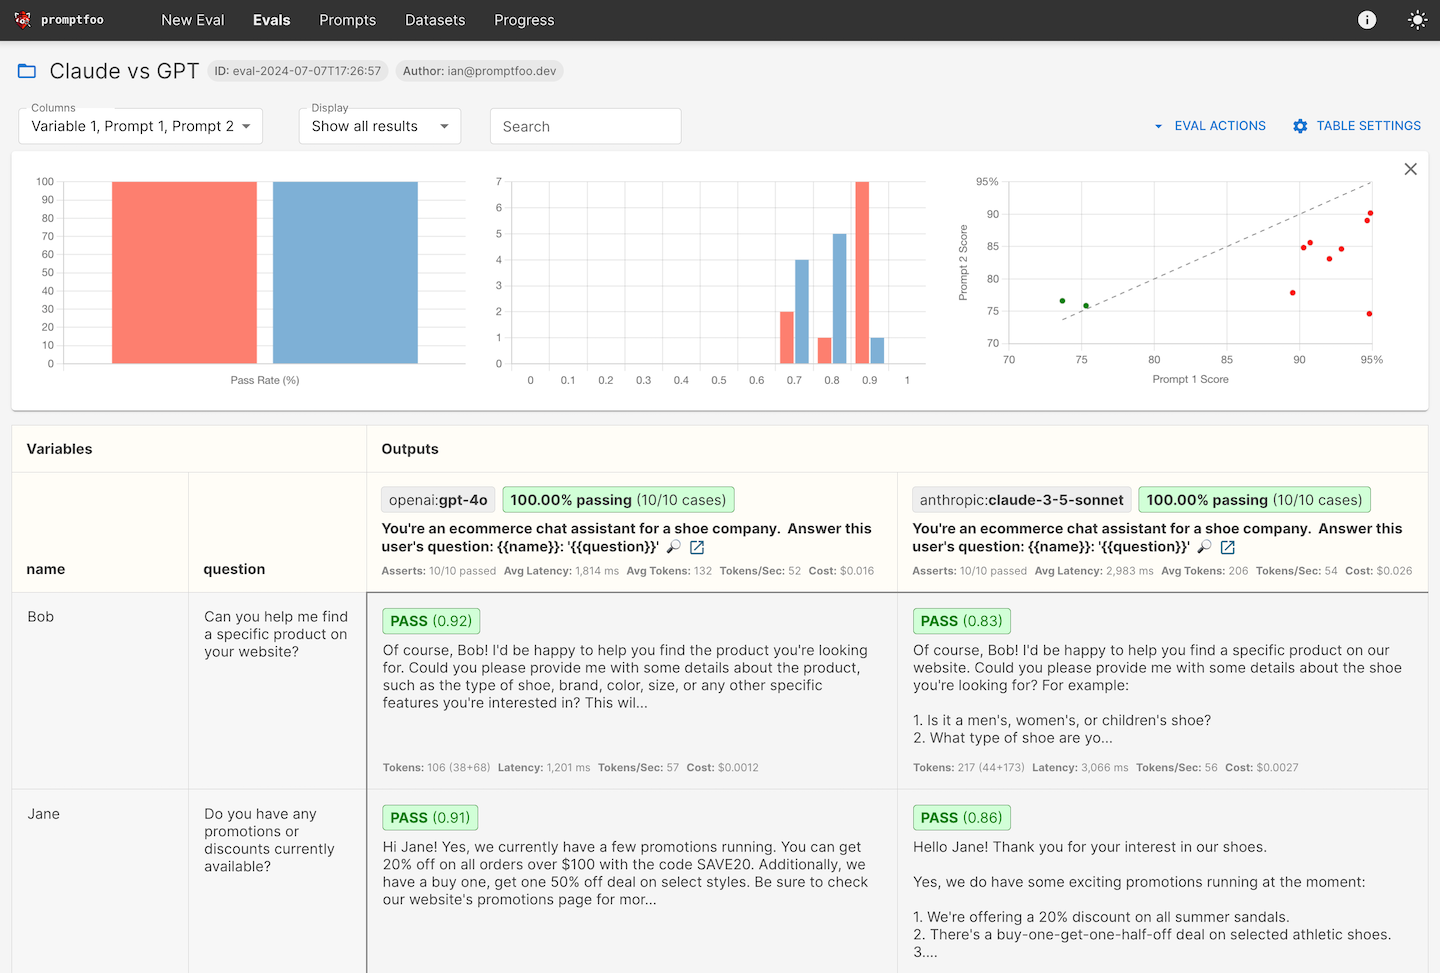 promptfoo
New Eval
Evals
Prompts
Datasets
Progress
Claude vs GPT
ID: eval-2024-07-07T17:26:57
Author: ian@promptfoo.dev
Columns
Variable 1, Prompt 1, Prompt 2
Display
Show all results
Search
EVAL ACTIONS
TABLE SETTINGS
100
90
80
70
60
50
40
30
20
10
0
Pass Rate (%)
7
6
5
4
3
2
1
0
0 0.1 0.2 0.3 0.4 0.5 0.6 0.7 0.8 0.9 1
Prompt 2 Score
95%
90
85
80
75
70
70 75 80 85 90 95%
Prompt 1 Score
Variables
Outputs
name
question
openai:gpt-4o
100.00% passing (10/10 cases)
You're an ecommerce chat assistant for a shoe company. Answer this
user's question: {{name}}: '{{question}}'
Asserts: 10/10 passed Avg Latency: 1,814 ms Avg Tokens: 132 Tokens/Sec: 52 Cost: $0.016
anthropic:claude-3-5-sonnet
100.00% passing (10/10 cases)
You're an ecommerce chat assistant for a shoe company. Answer this
user's question: {{name}}: '{{question}}'
Asserts: 10/10 passed Avg Latency: 2,983 ms Avg Tokens: 206 Tokens/Sec: 54 Cost: $0.026
Bob
Can you help me find
a specific product on
your website?
PASS (0.92)
Of course, Bob! I'd be happy to help you find the product you're looking
for. Could you please provide me with some details about the product,
such as the type of shoe, brand, color, size, or any other specific
features you're interested in? This wil...
Tokens: 106 (38+68) Latency: 1,201 ms Tokens/Sec: 57 Cost: $0.0012
PASS (0.83)
Of course, Bob! I'd be happy to help you find a specific product on our
website. Could you please provide me with some details about the shoe
you're looking for? For example:
1. Is it a men's, women's, or children's shoe?
2. What type of shoe are yo...
Tokens: 217 (44+173) Latency: 3,066 ms Tokens/Sec: 56 Cost: $0.0027
Jane
Do you have any
promotions or
discounts currently
available?
PASS (0.91)
Hi Jane! Yes, we currently have a few promotions running. You can get
20% off on all orders over $100 with the code SAVE20. Additionally, we
have a buy one, get one 50% off deal on select styles. Be sure to check
our website's promotions page for mor...
PASS (0.86)
Hello Jane! Thank you for your interest in our shoes.
Yes, we do have some exciting promotions running at the moment:
1. We're offering a 20% discount on all summer sandals.
2. There's a buy-one-get-one-half-off deal on selected athletic shoes.
3....